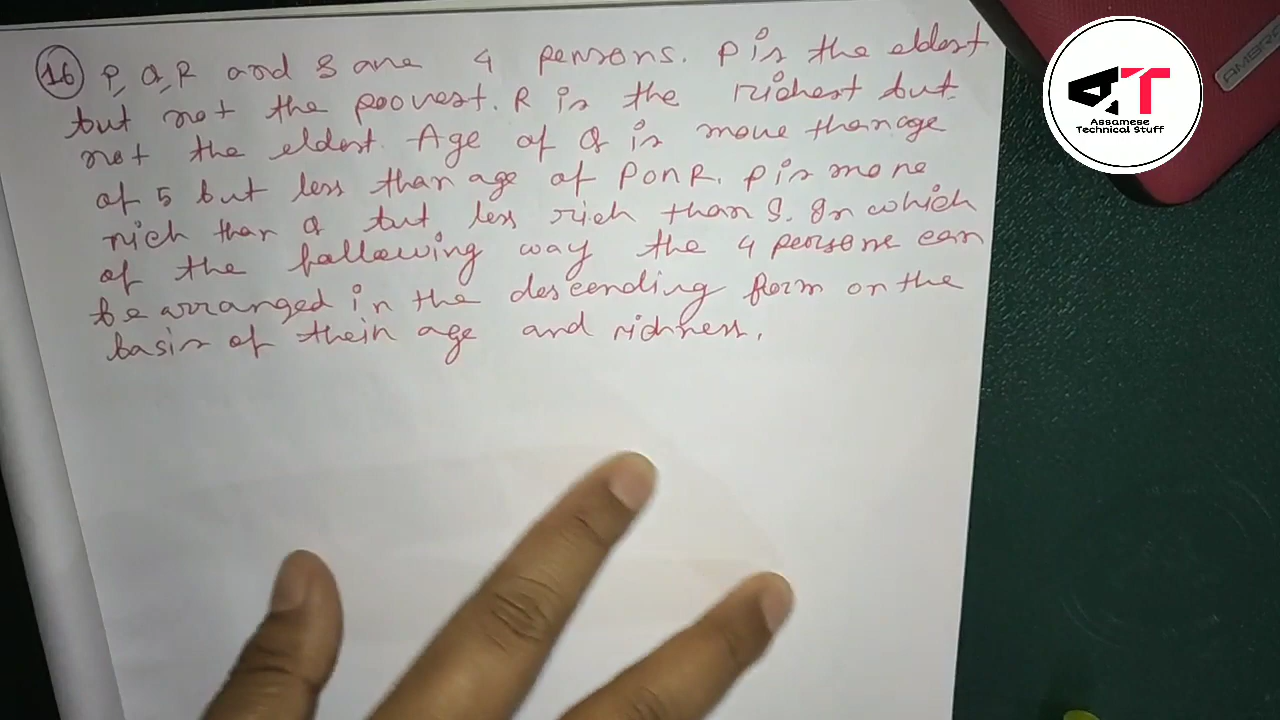 16 P, Q, R and S are 4 persons. P is the eldest
but not the poorest. R is the richest but
not the eldest. Age of Q is more than age
of S but less than age of P or R. P is more
rich than Q but less rich than S. In which
of the following way the 4 persons can
be arranged in the descending form on the
basis of their age and richness.
AT
Assamese
Technical Stuff